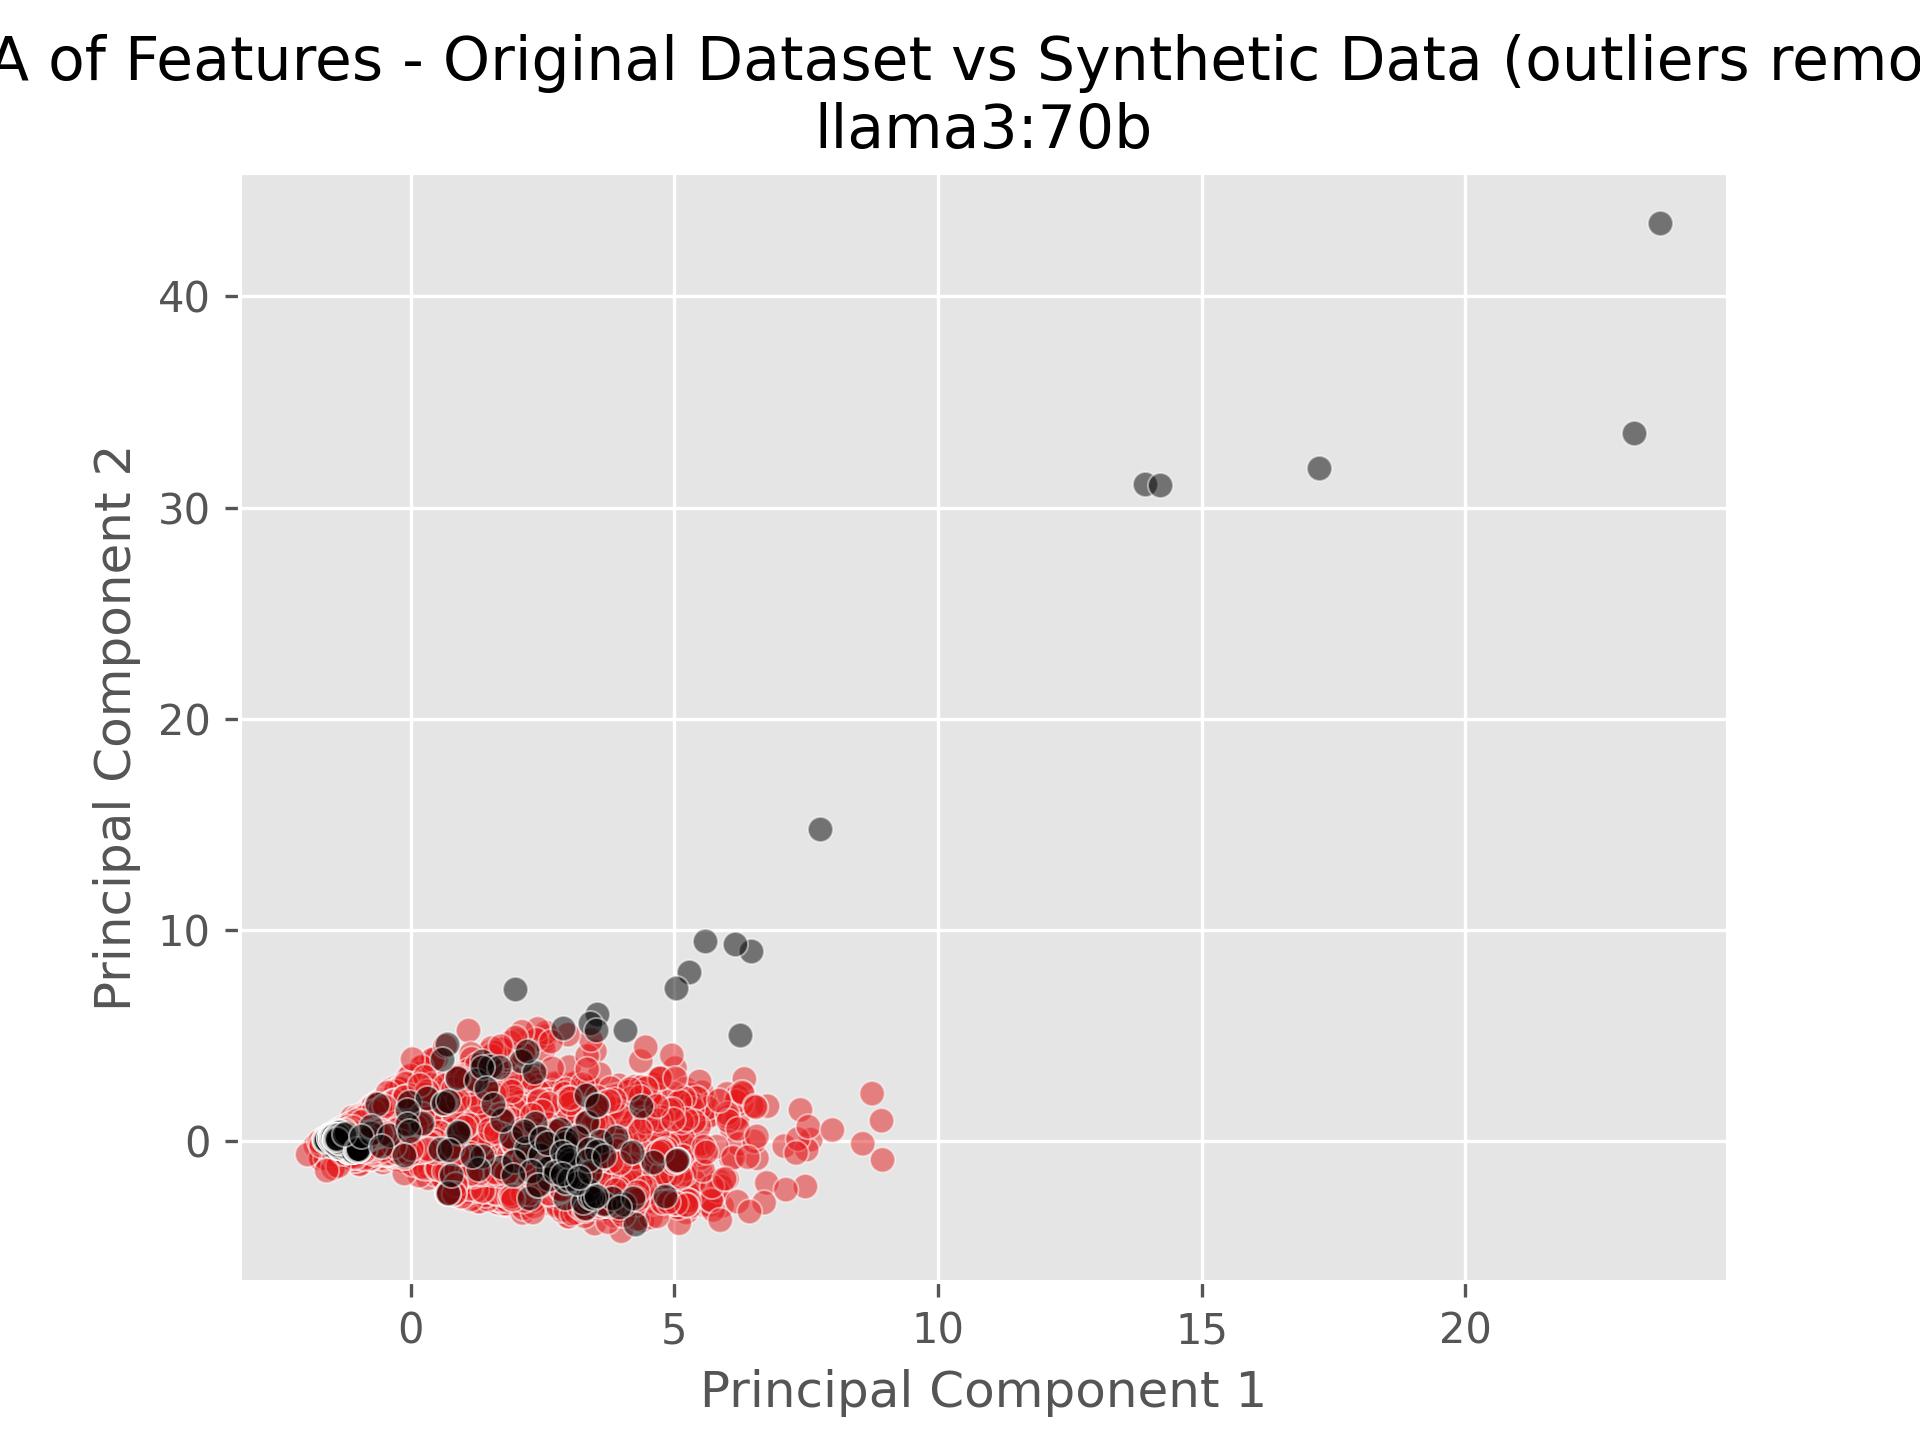 A of Features - Original Dataset vs Synthetic Data (outliers remo
llama3:70b
40
30
20
10
0
Principal Component 2
0 5 10 15 20
Principal Component 1